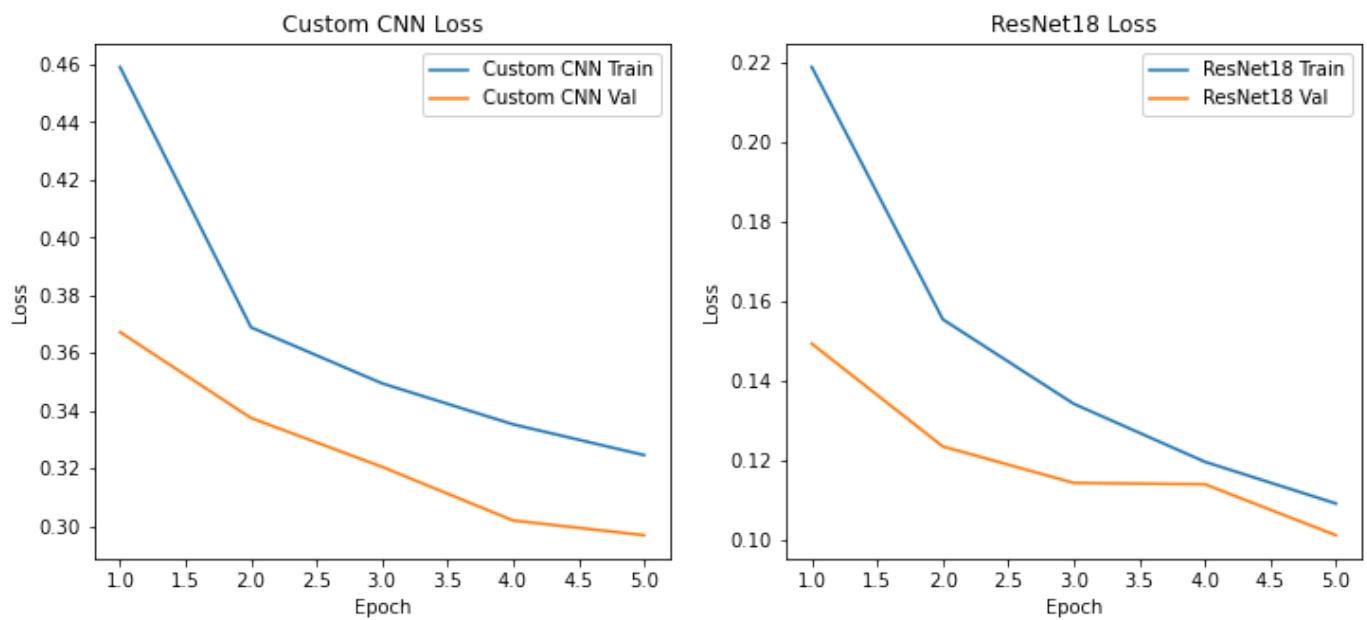 Custom CNN Loss
Custom CNN Train
Custom CNN Val
0.46
0.44
0.42
0.40
0.38
0.36
0.34
0.32
0.30
Loss
1.0 1.5 2.0 2.5 3.0 3.5 4.0 4.5 5.0
Epoch
ResNet18 Loss
ResNet18 Train
ResNet18 Val
0.22
0.20
0.18
0.16
0.14
0.12
0.10
Loss
1.0 1.5 2.0 2.5 3.0 3.5 4.0 4.5 5.0
Epoch